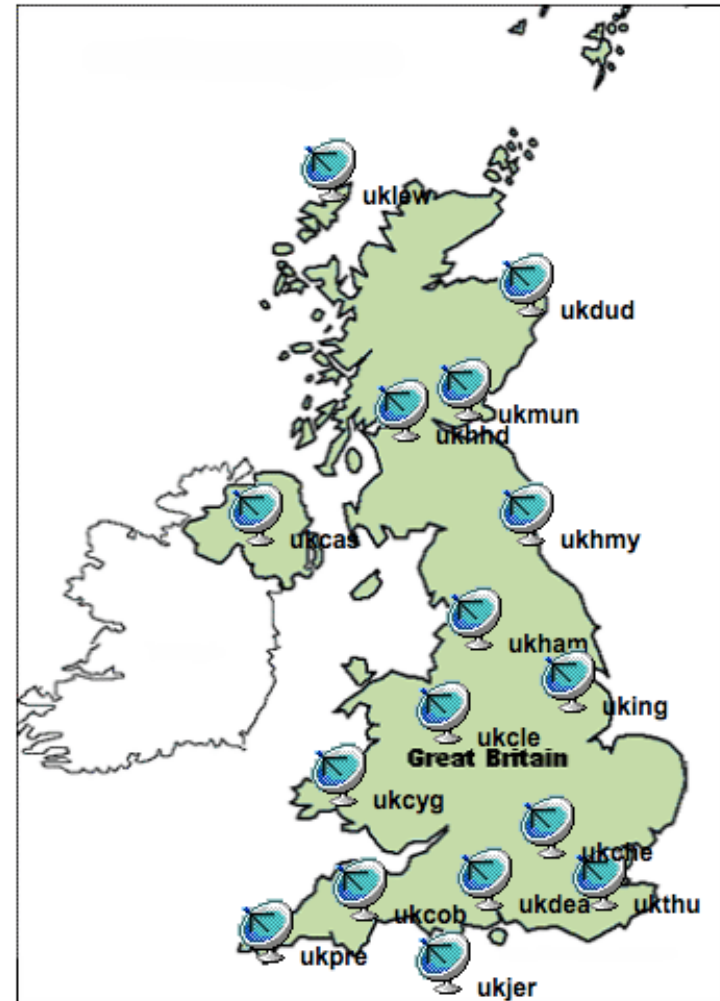 uklew
ukdud
ukmun
ukhhd
ukcas
ukhmy
ukham
uking
ukcle
Great Britain
ukcyg
ukche
ukdea
ukthu
ukcob
ukpre
ukjer